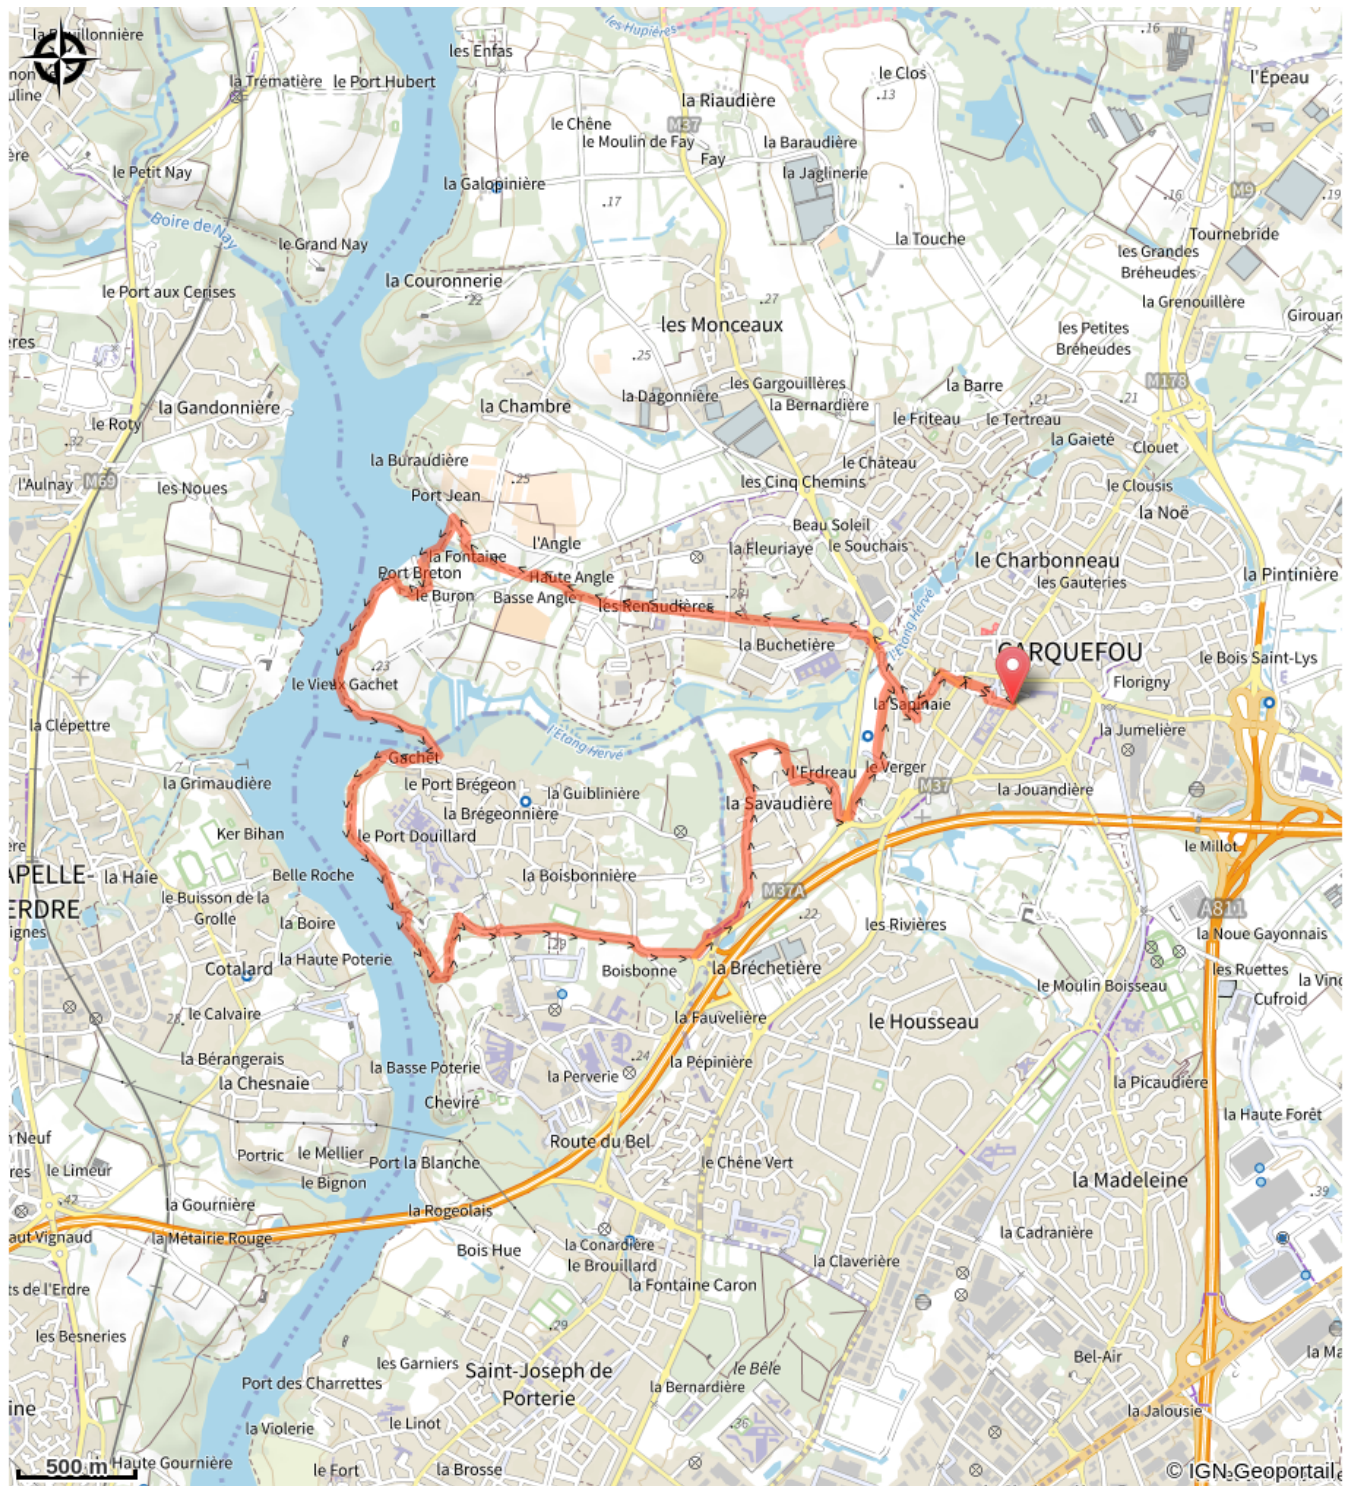 les Hupières
les Enfas
la Trématière
le Port Hubert
le Clos
13
16
l'Épeau
la Riaudière
M37
le Chêne
le Moulin de Fay
la Baraudière
Fay
la Jaglinerie
le Petit Nay
la Galopinière
17
16
M9
19
Boire de Nay
le Grand Nay
la Touche
Tournebride
les Grandes
Bréheudes
la Couronnerie
22
le Port aux Cerises
27
la Grenouillère
les Monceaux
les Petites
Bréheudes
25
les Gargouillères
la Barre
M178
la Dagonnière
la Bernardière
21
21
la Gandonnière
la Chambre
le Friteau
le Tertreau
le Roty
32
la Gaieté
Clouet
la Buraudière
le Château
l'Aulnay
M69
les Noues
25
les Cinq Chemins
le Clousis
Port Jean
la Noë
Beau Soleil
l'Angle
la Fleuriaye
le Souchais
la Fontaine
le Charbonneau
Port Breton
Haute Angle
les Gauteries
la Pintinière
le Buron
Basse Angle
les Renaudières
28
l'Étang Hervé
la Buchetière
CARQUEFOU
le Bois Saint-Lys
23
le Vieux Gachet
Florigny
la Sapinaie
la Clépettre
la Jumelière
l'Étang Hervé
Gachet
l'Erdreau
le Verger
la Grimaudière
le Port Brégeon
la Guiblinière
M37
la Jouandière
la Brégeonnière
la Savaudière
Ker Bihan
le Port Douillard
le Millot
la Haie
Belle Roche
la Boisbonnière
M37A
le Buisson de la
Grolle
22
A811
la Boire
les Rivières
la Noue Gayonnais
29
la Haute Poterie
Cotalard
Boisbonne
la Bréchetière
les Ruettes
le Moulin Boisseau
Cufroid
le Calvaire
28
la Fauvelière
le Housseau
la Bérangerais
24
la Basse Poterie
la Pépinière
la Chesnaie
la Perverie
la Picaudière
Cheviré
la Haute Forêt
Route du Bel
Portric
le Mellier
Port la Blanche
le Limeur
le Bignon
le Chêne Vert
la Madeleine
42
la Gournière
39
la Rogeolais
la Métairie Rouge
la Cadranière
Bois Hue
la Conardière
le Brouillard
la Claverière
la Fontaine Caron
les Besneries
29
Bel-Air
les Garniers
Saint-Joseph de
Porterie
le Bêle
Port des Charrettes
la Bernardière
la Violerie
le Linot
36
la Jalousie
Haute Gournière
le Fort
la Brosse
500 m
© IGN Geoportail